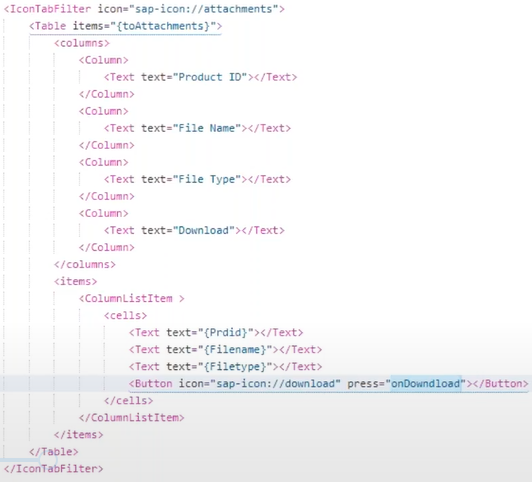 <IconTabFilter icon="sap-icon://attachments">
<Table items="{toAttachments}">
<columns>
<Column>
<Text text="Product ID"></Text>
</Column>
<Column>
<Text text="File Name"></Text>
</Column>
<Column>
<Text text="File Type"></Text>
</Column>
<Column>
<Text text="Download"></Text>
</Column>
</columns>
<items>
<ColumnListItem >
<cells>
<Text text="{Prdid}"></Text>
<Text text="{Filename}"></Text>
<Text text="{Filetype}"></Text>
<Button icon="sap-icon://download" press="onDowndload"></Button>
</cells>
</ColumnListItem>
</items>
</Table>
</IconTabFilter>